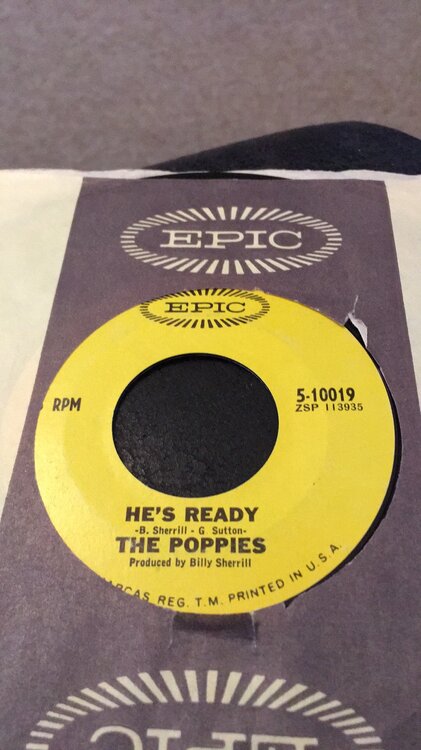 EPIC
EPIC
RPM
5-10019
ZSP 113935
HE'S READY
-B. Sherrill - G Sutton-
THE POPPIES
Produced by Billy Sherrill
REG. T.M. PRINTED IN U.S.A.
EPIC